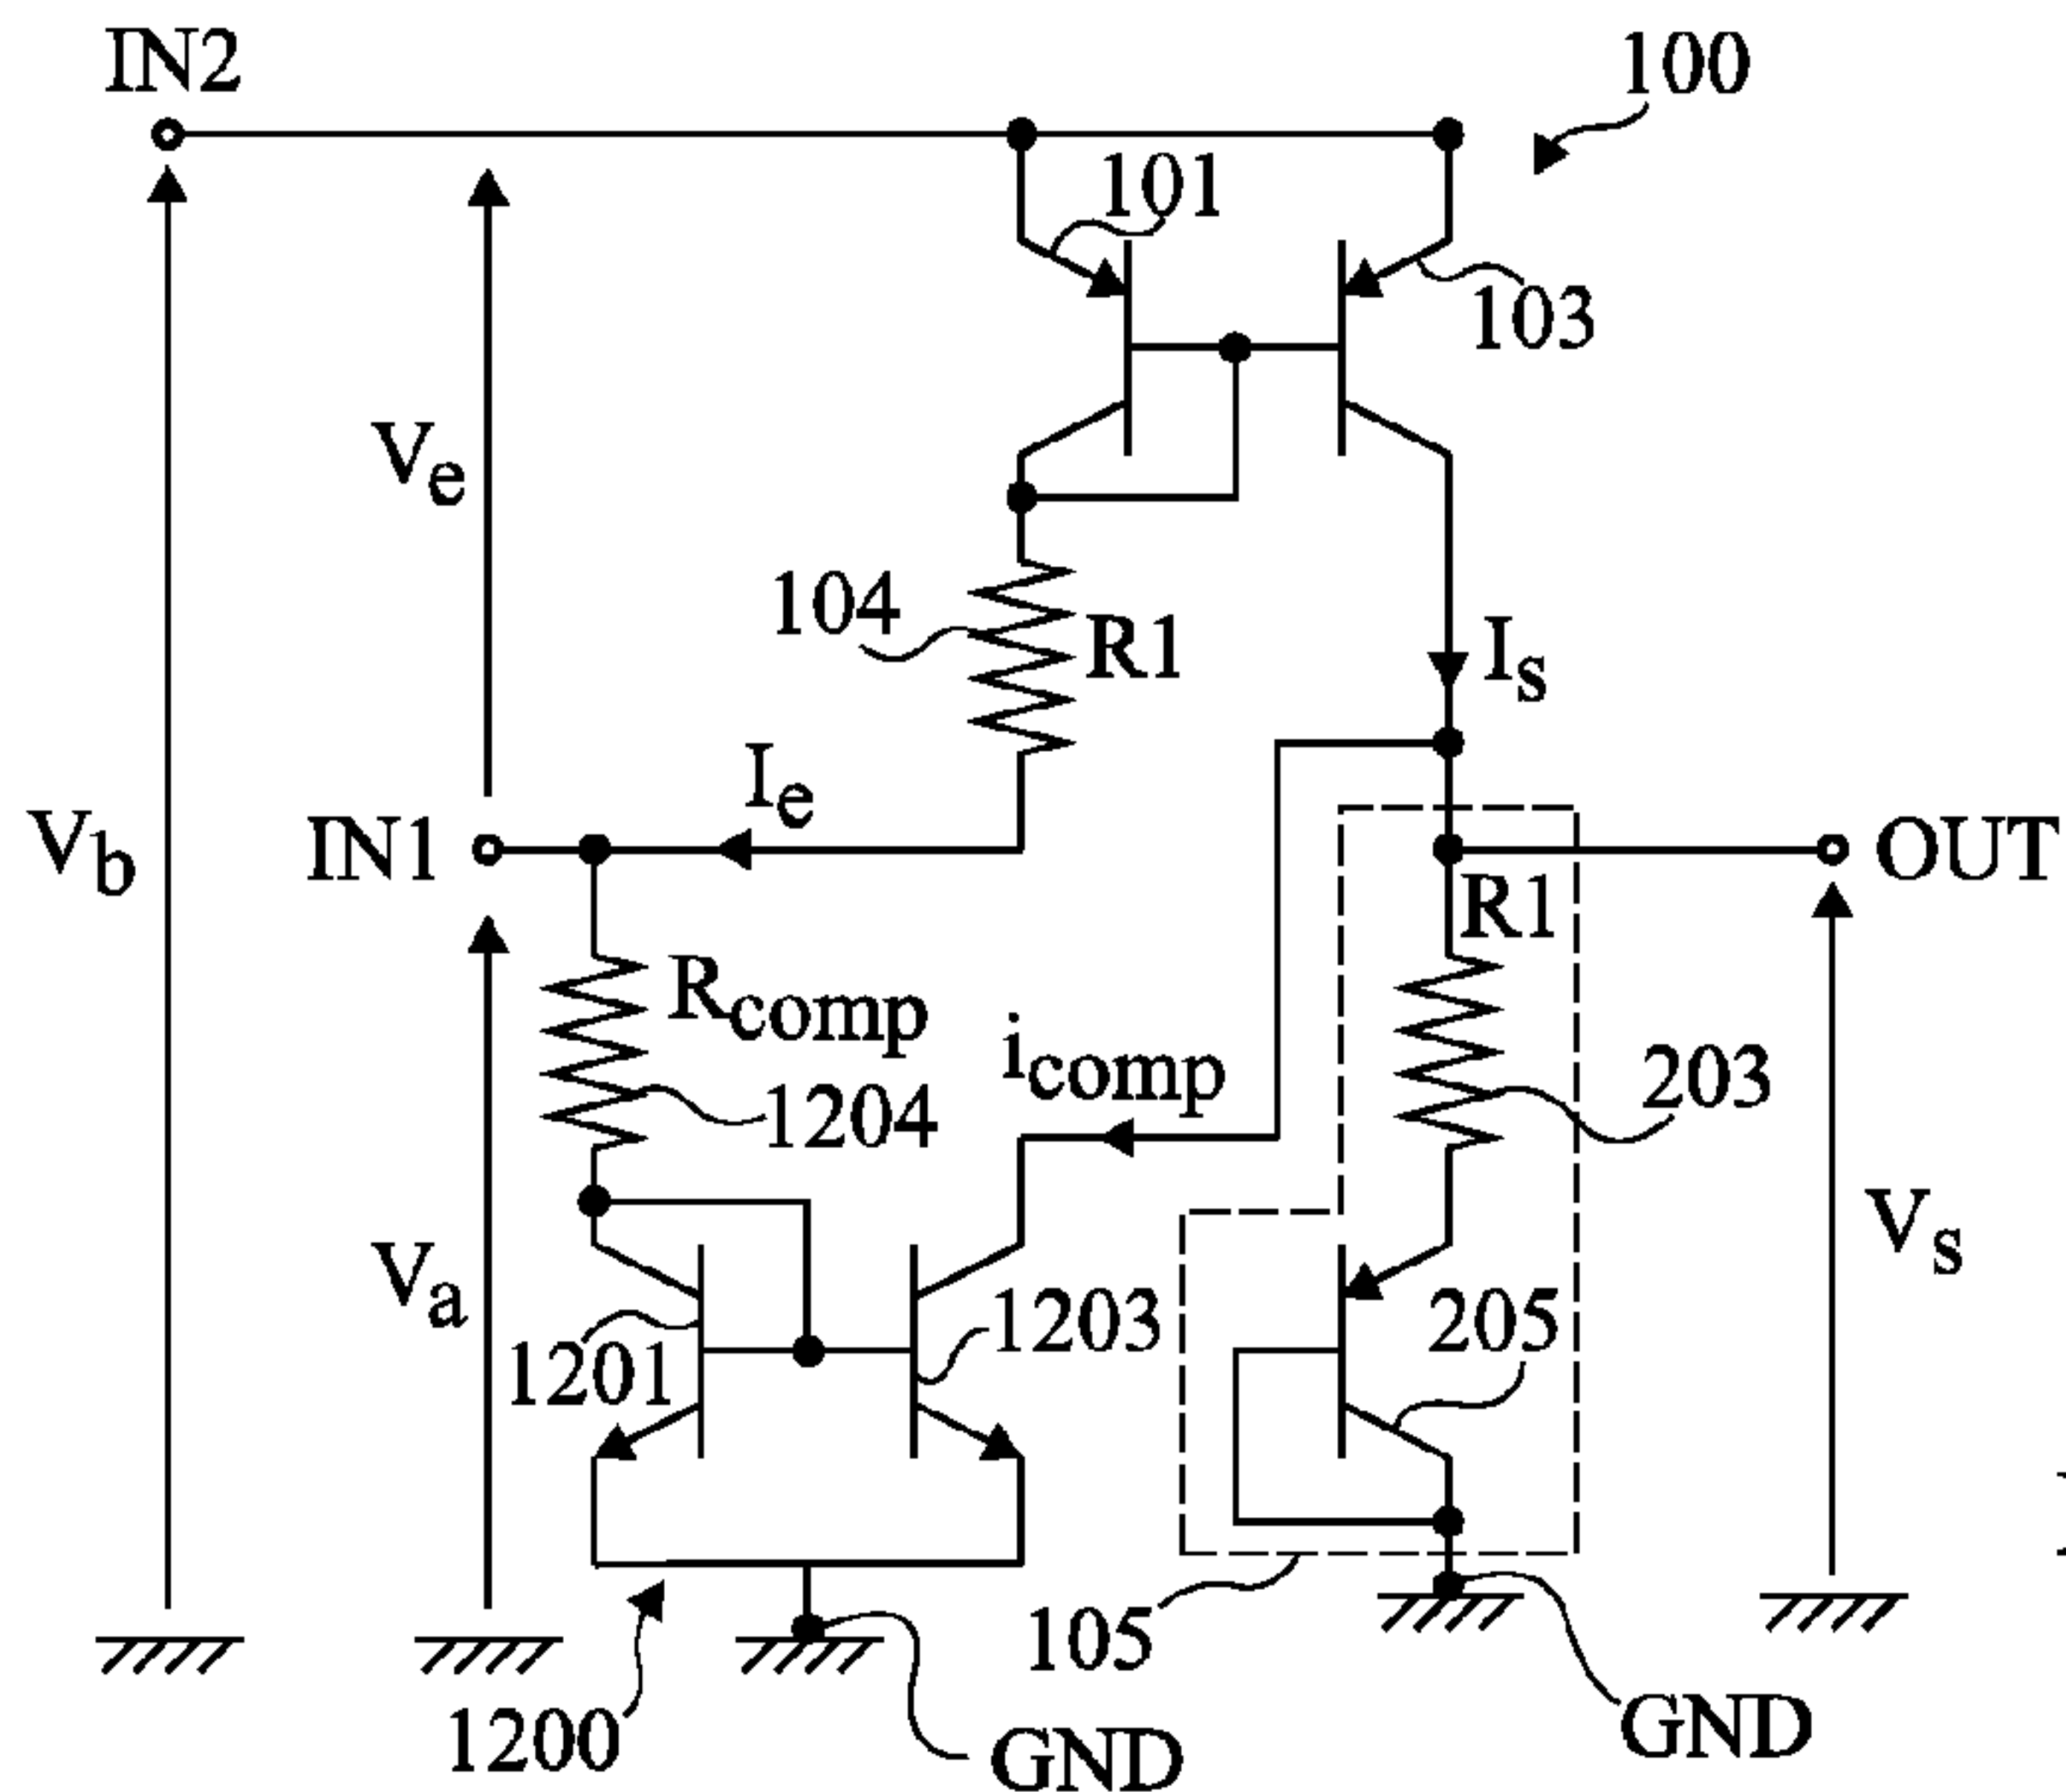 IN2
100
101
103
Ve
104
R1
Is
Ie
Vb
IN1
OUT
R1
Rcomp
icomp
203
1204
Vs
Va
1203
205
1201
105
1200
GND
GND